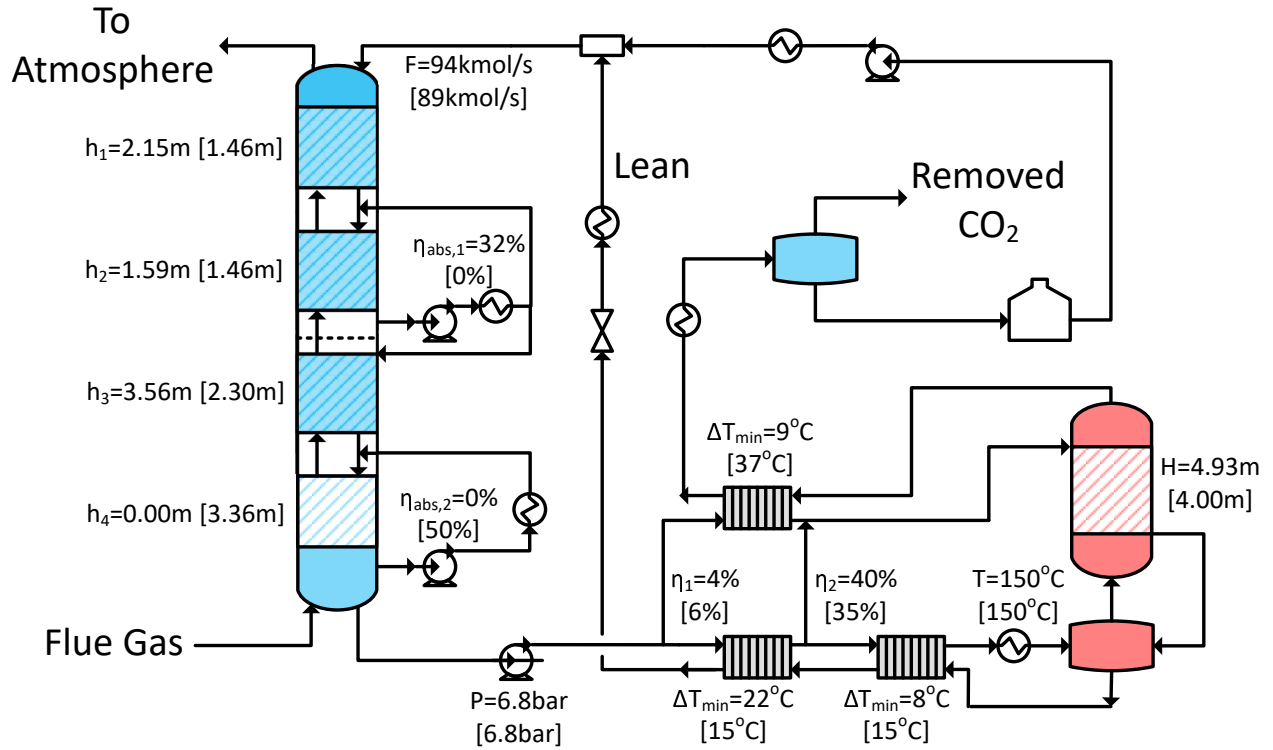 To
Atmosphere
F=94kmol/s
[89kmol/s]
h₁=2.15m [1.46m]
Lean
Removed
CO₂
ηabs,1=32%
[0%]
h₂=1.59m [1.46m]
h₃=3.56m [2.30m]
ΔTmin=9°C
[37°C]
H=4.93m
[4.00m]
ηabs,2=0%
[50%]
h₄=0.00m [3.36m]
η₁=4%
[6%]
η₂=40%
[35%]
T=150°C
[150°C]
Flue Gas
P=6.8bar
[6.8bar]
ΔTmin=22°C
[15°C]
ΔTmin=8°C
[15°C]